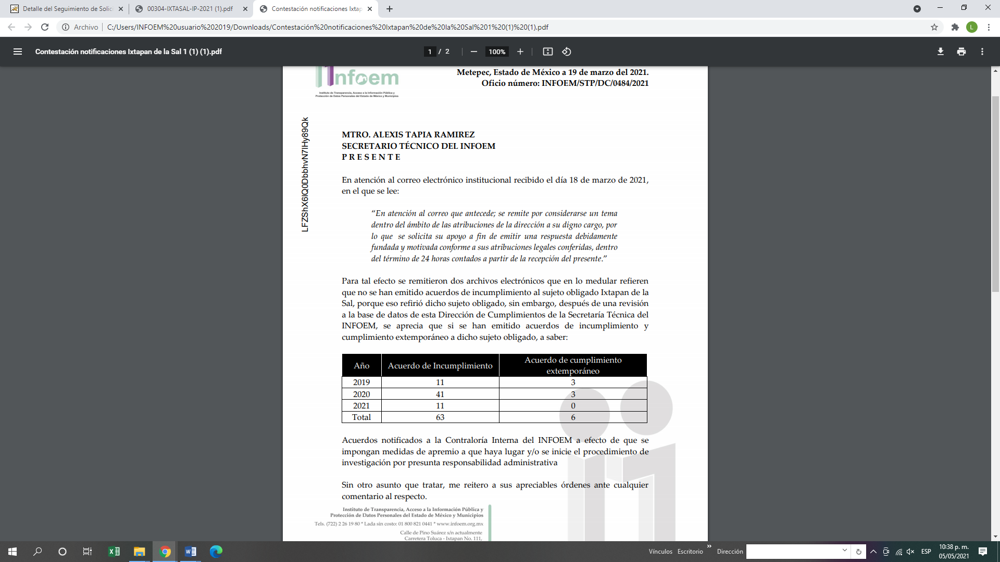 Detalle del Seguimiento de Solici
00304-IXTASAL-IP-2021 (1).pdf
Contestación notificaciones Ixtap
Archivo
C:/Users/INFOEM%20usuario%202019/Downloads/Contestación%20notificaciones%20Ixtapan%20de%20la%20Sal%201%20(1)%20(1).pdf
L
Contestación notificaciones Ixtapan de la Sal 1 (1) (1).pdf
1 / 2
100%
infoem
Instituto de Transparencia, Acceso a la Información Pública y
Protección de Datos Personales del Estado de México y Municipios
Metepec, Estado de México a 19 de marzo del 2021.
Oficio número: INFOEM/STP/DC/0484/2021
MTRO. ALEXIS TAPIA RAMIREZ
SECRETARIO TÉCNICO DEL INFOEM
P R E S E N T E
En atención al correo electrónico institucional recibido el día 18 de marzo de 2021,
en el que se lee:
“En atención al correo que antecede; se remite por considerarse un tema
dentro del ámbito de las atribuciones de la dirección a su digno cargo, por
lo que se solicita su apoyo a fin de emitir una respuesta debidamente
fundada y motivada conforme a sus atribuciones legales conferidas, dentro
del término de 24 horas contados a partir de la recepción del presente.”
Para tal efecto se remitieron dos archivos electrónicos que en lo medular refieren
que no se han emitido acuerdos de incumplimiento al sujeto obligado Ixtapan de la
Sal, porque eso refirió dicho sujeto obligado, sin embargo, después de una revisión
a la base de datos de esta Dirección de Cumplimientos de la Secretaría Técnica del
INFOEM, se aprecia que si se han emitido acuerdos de incumplimiento y
cumplimiento extemporáneo a dicho sujeto obligado, a saber:
Año Acuerdo de Incumplimiento Acuerdo de cumplimiento
extemporáneo
2019 11 3
2020 41 3
2021 11 0
Total 63 6
Acuerdos notificados a la Contraloría Interna del INFOEM a efecto de que se
impongan medidas de apremio a que haya lugar y/o se inicie el procedimiento de
investigación por presunta responsabilidad administrativa
Sin otro asunto que tratar, me reitero a sus apreciables órdenes ante cualquier
comentario al respecto.
Instituto de Transparencia, Acceso a la Información Pública y
Protección de Datos Personales del Estado de México y Municipios
Tels. (722) 2 26 19 80 * Lada sin costo: 01 800 821 0441 * www.infoem.org.mx
Calle de Pino Suárez s/n actualmente
Carretera Toluca - Ixtapan No. 111,
Vínculos Escritorio » Dirección
ESP
10:38 p. m.
05/05/2021